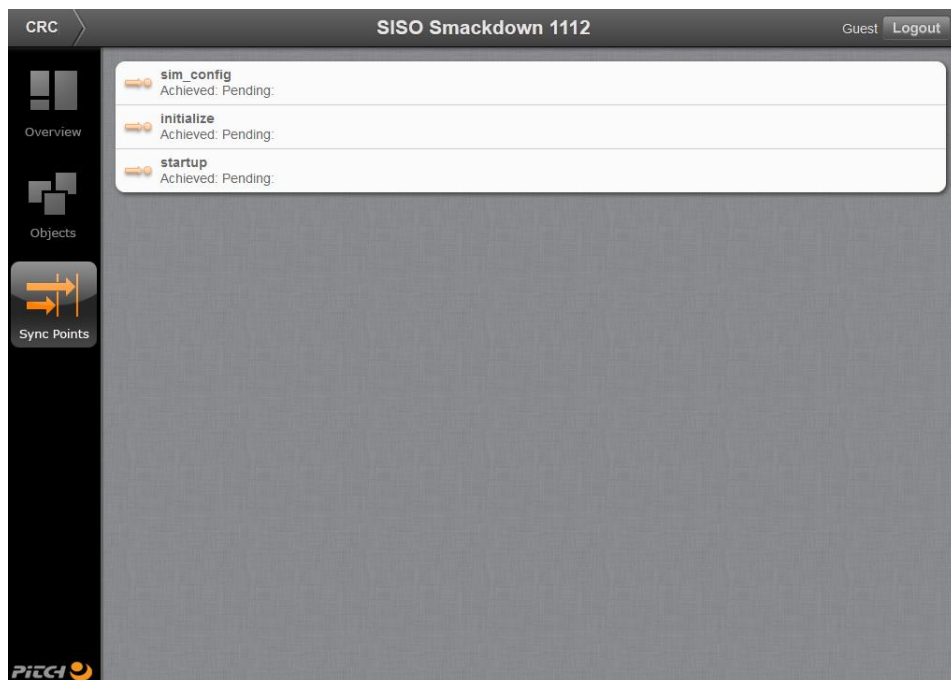 CRC
SISO Smackdown 1112
Guest Logout
Overview
Objects
Sync Points
sim_config
Achieved: Pending:
initialize
Achieved: Pending:
startup
Achieved: Pending:
PITCH